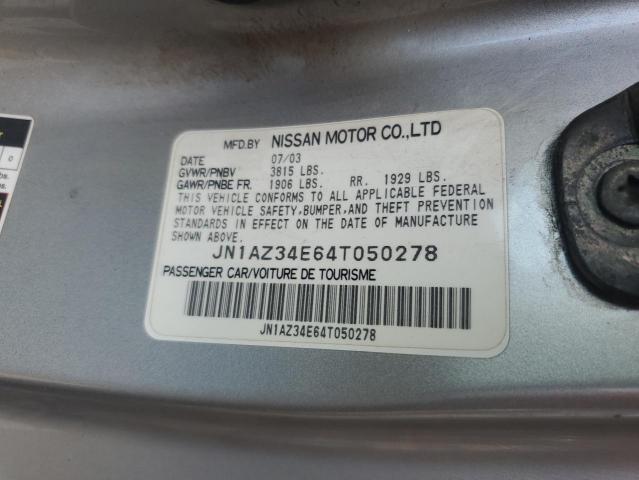 MFD.BY NISSAN MOTOR CO.,LTD
DATE 07/03
GVWR/PNBV 3815 LBS.
GAWR/PNBE FR. 1906 LBS. RR. 1929 LBS.
THIS VEHICLE CONFORMS TO ALL APPLICABLE FEDERAL
MOTOR VEHICLE SAFETY,BUMPER,AND THEFT PREVENTION
STANDARDS IN EFFECT ON THE DATE OF MANUFACTURE
SHOWN ABOVE.
JN1AZ34E64T050278
PASSENGER CAR/VOITURE DE TOURISME
JN1AZ34E64T050278
0